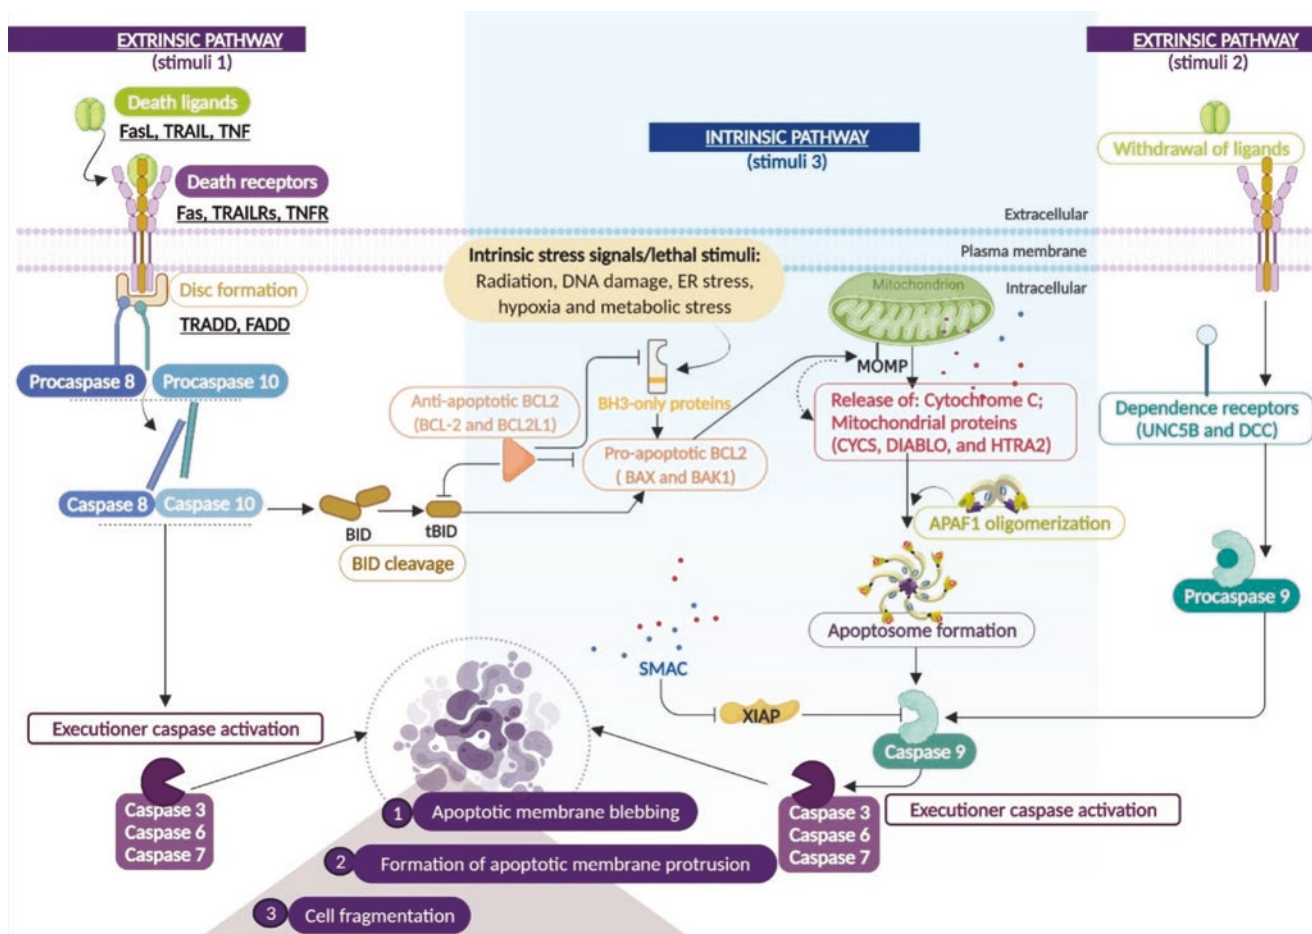 EXTRINSIC PATHWAY
(stimuli 1)
Death ligands
FasL, TRAIL, TNF
Death receptors
Fas, TRAILRs, TNFR
Disc formation
TRADD, FADD
Procaspase 8
Procaspase 10
Caspase 8
Caspase 10
BID
tBID
BID cleavage
Executioner caspase activation
Caspase 3
Caspase 6
Caspase 7
INTRINSIC PATHWAY
(stimuli 3)
Extracellular
Plasma membrane
Intracellular
Intrinsic stress signals/lethal stimuli:
Radiation, DNA damage, ER stress,
hypoxia and metabolic stress
Anti-apoptotic BCL2
(BCL-2 and BCL2L1)
BH3-only proteins
Pro-apoptotic BCL2
( BAX and BAK1)
Mitochondrion
MOMP
Release of: Cytochrome C;
Mitochondrial proteins
(CYCS, DIABLO, and HTRA2)
APAF1 oligomerization
Apoptosome formation
SMAC
XIAP
Caspase 9
Caspase 3
Caspase 6
Caspase 7
Executioner caspase activation
1 Apoptotic membrane blebbing
2 Formation of apoptotic membrane protrusion
3 Cell fragmentation
EXTRINSIC PATHWAY
(stimuli 2)
Withdrawal of ligands
Dependence receptors
(UNC5B and DCC)
Procaspase 9